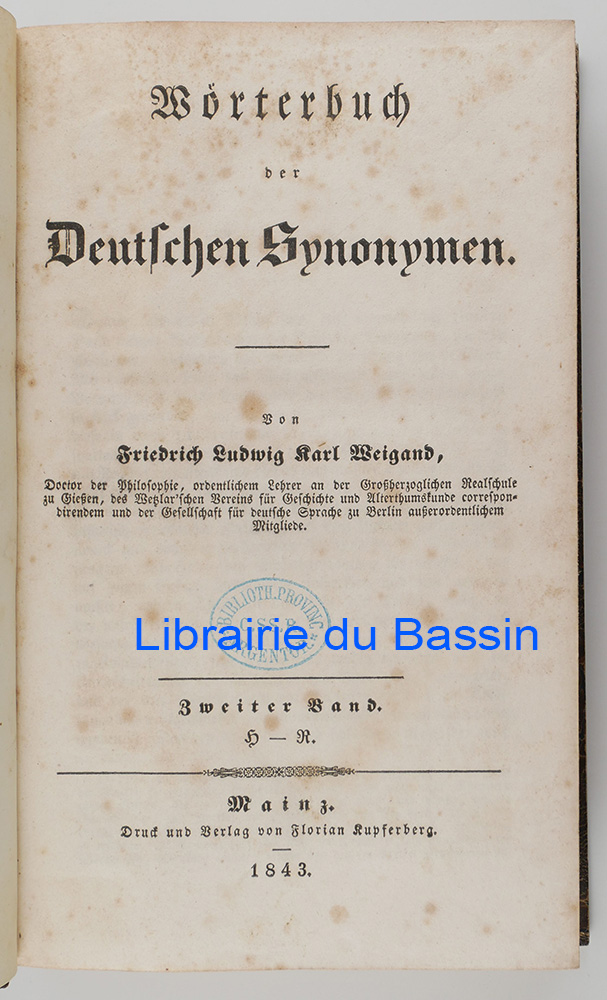 Wörterbuch
der
Deutschen Synonymen.
Von
Friedrich Ludwig Karl Weigand,
Doctor der Philosophie, ordentlichem Lehrer an der Großherzoglichen Realschule
zu Gießen, des Wetzlar'schen Vereins für Geschichte und Alterthumskunde correspon-
direndem und der Gesellschaft für deutsche Sprache zu Berlin außerordentlichem
Mitgliede.
BIBLIOTH. PROVINC
Librairie du Bassin
Zweiter Band.
H — R.
Mainz.
Druck und Verlag von Florian Kupferberg.
1843.